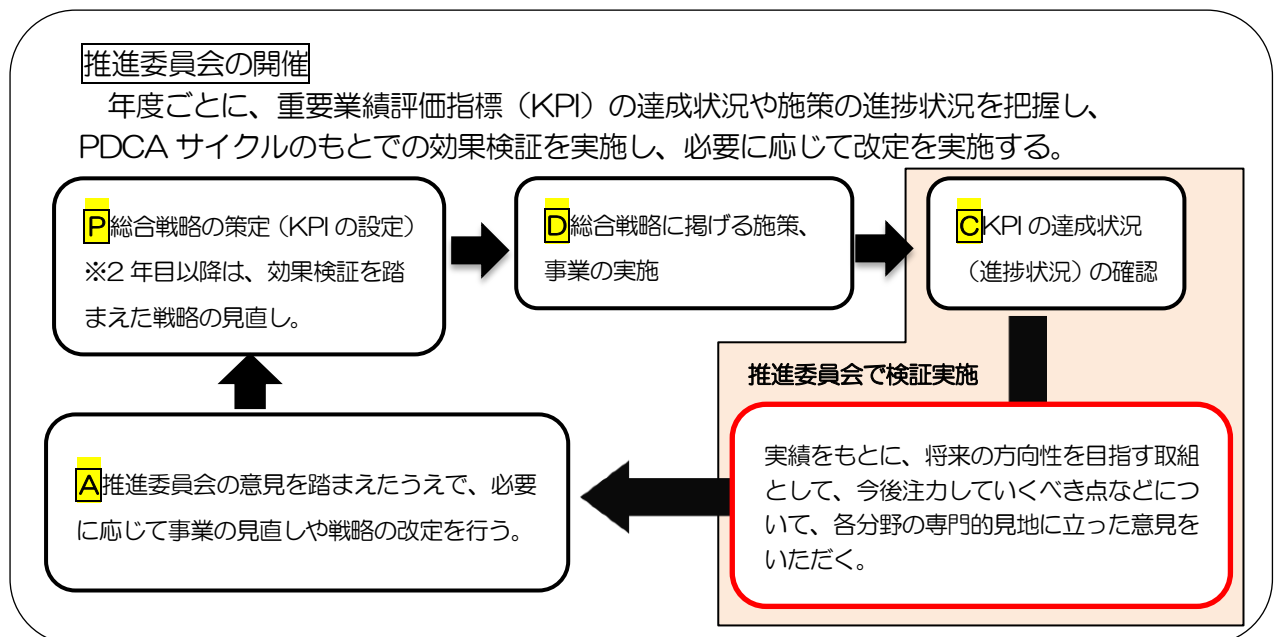 推進委員会の開催
年度ごとに、重要業績評価指標（KPI）の達成状況や施策の進捗状況を把握し、
PDCA サイクルのもとでの効果検証を実施し、必要に応じて改定を実施する。
P総合戦略の策定（KPI の設定）
※2 年目以降は、効果検証を踏
まえた戦略の見直し。
D総合戦略に掲げる施策、
事業の実施
CKPI の達成状況
（進捗状況）の確認
推進委員会で検証実施
実績をもとに、将来の方向性を目指す取組
として、今後注力していくべき点などにつ
いて、各分野の専門的見地に立った意見を
いただく。
A推進委員会の意見を踏まえたうえで、必要
に応じて事業の見直しや戦略の改定を行う。